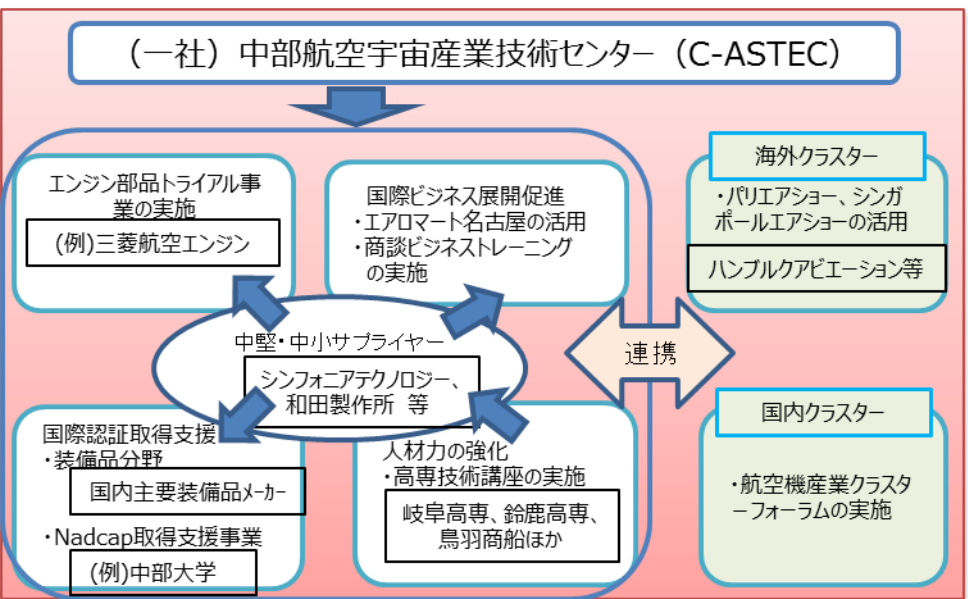 （一社）中部航空宇宙産業技術センター（C-ASTEC）
エンジン部品トライアル事
業の実施
(例)三菱航空エンジン
国際ビジネス展開促進
・エアロマート名古屋の活用
・商談ビジネストレーニング
の実施
海外クラスター
・パリエアショー、シンガ
ポールエアショーの活用
ハンブルクアビエーション等
中堅・中小サプライヤー
シンフォニアテクノロジー、
和田製作所 等
連携
国際認証取得支援
・装備品分野
国内主要装備品ﾒｰｶｰ
・Nadcap取得支援事業
(例)中部大学
人材力の強化
・高専技術講座の実施
岐阜高専、鈴鹿高専、
鳥羽商船ほか
国内クラスター
・航空機産業クラスタ
ーフォーラムの実施